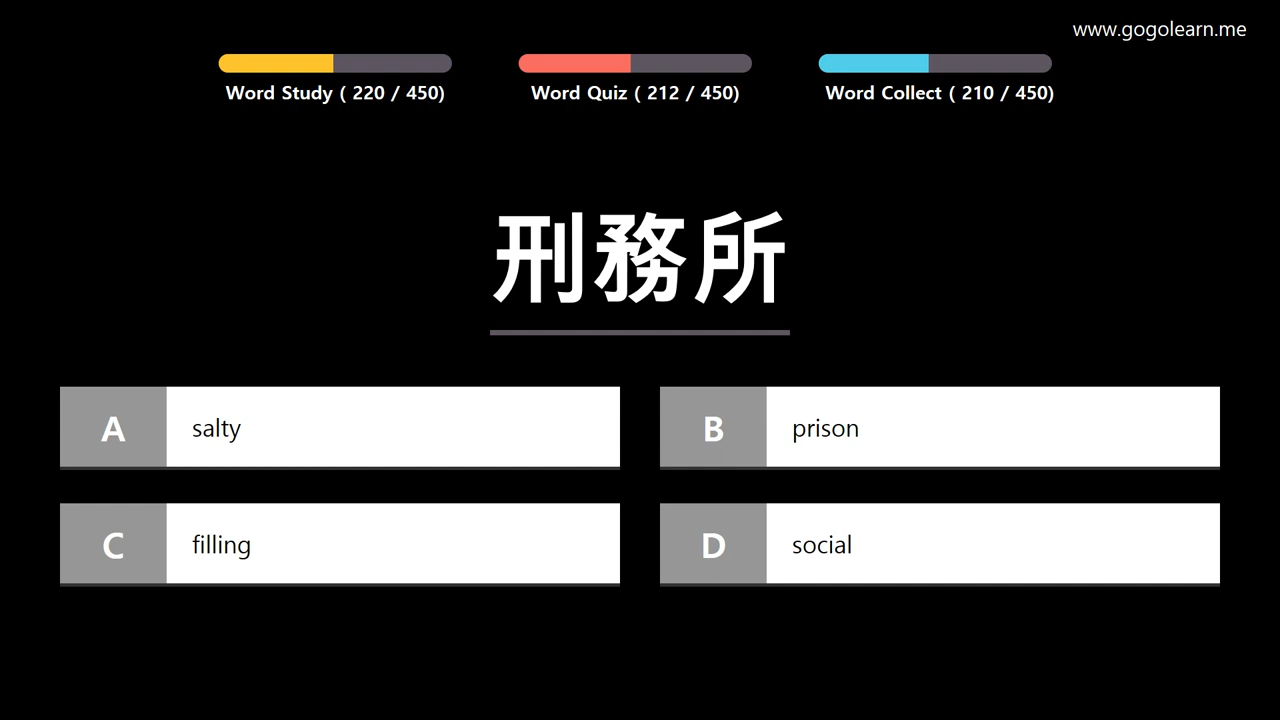 www.gogolearn.me
Word Study ( 220 / 450)
Word Quiz ( 212 / 450)
Word Collect ( 210 / 450)
刑務所
A salty
B prison
C filling
D social